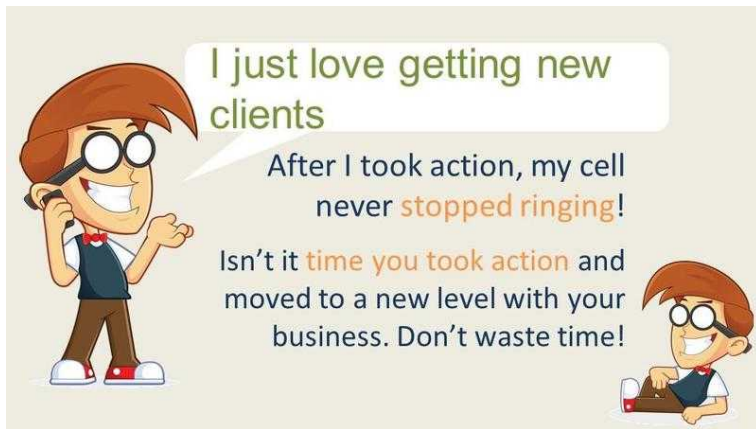 I just love getting new
clients
After I took action, my cell
never stopped ringing!
Isn’t it time you took action and
moved to a new level with your
business. Don’t waste time!